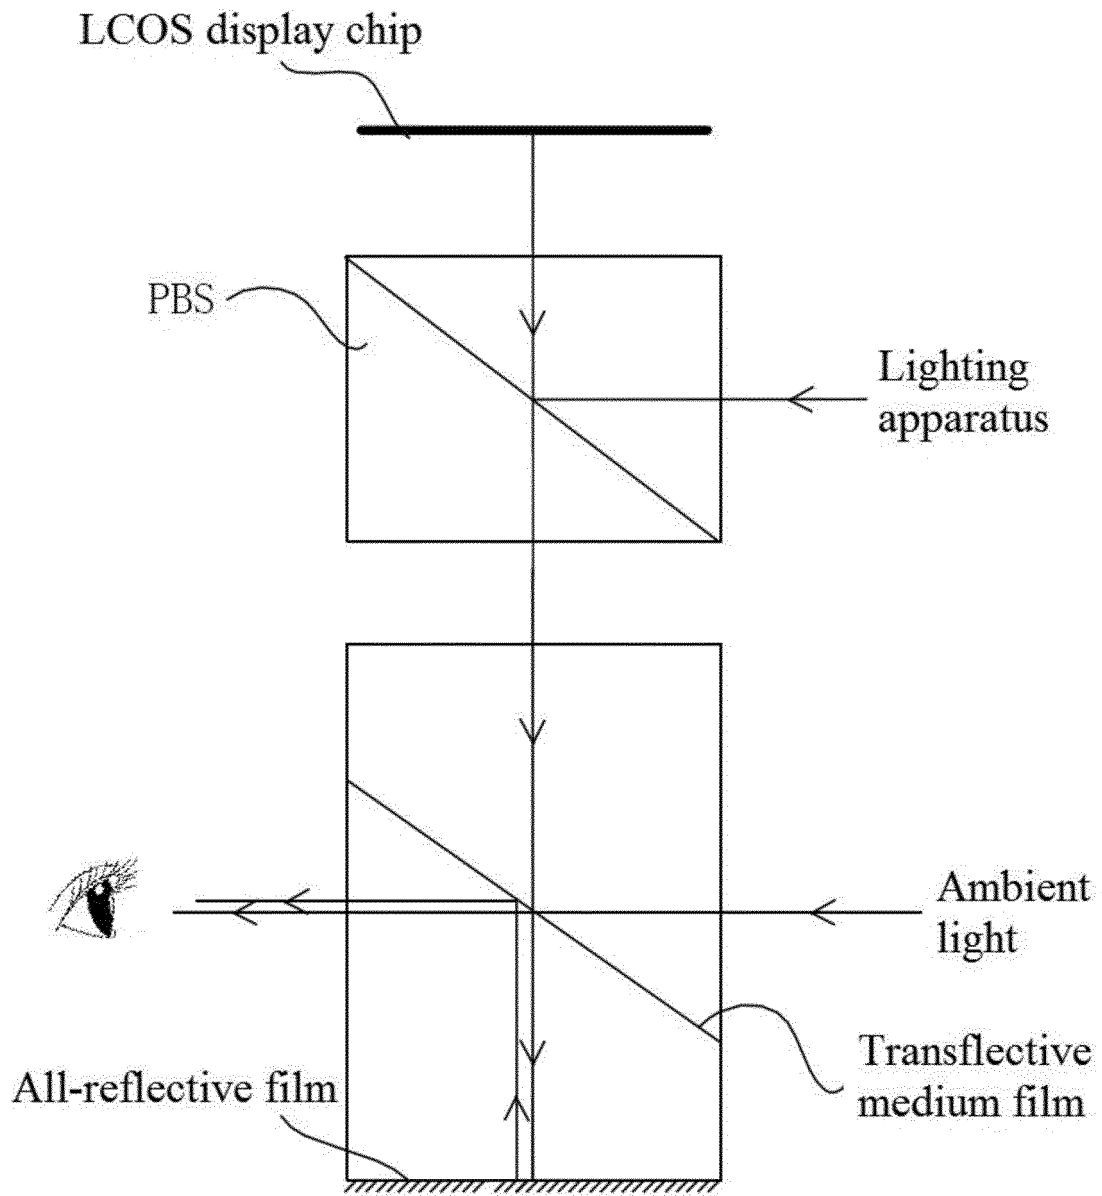 LCOS display chip
PBS
Lighting
apparatus
Ambient
light
Transflective
medium film
All-reflective film